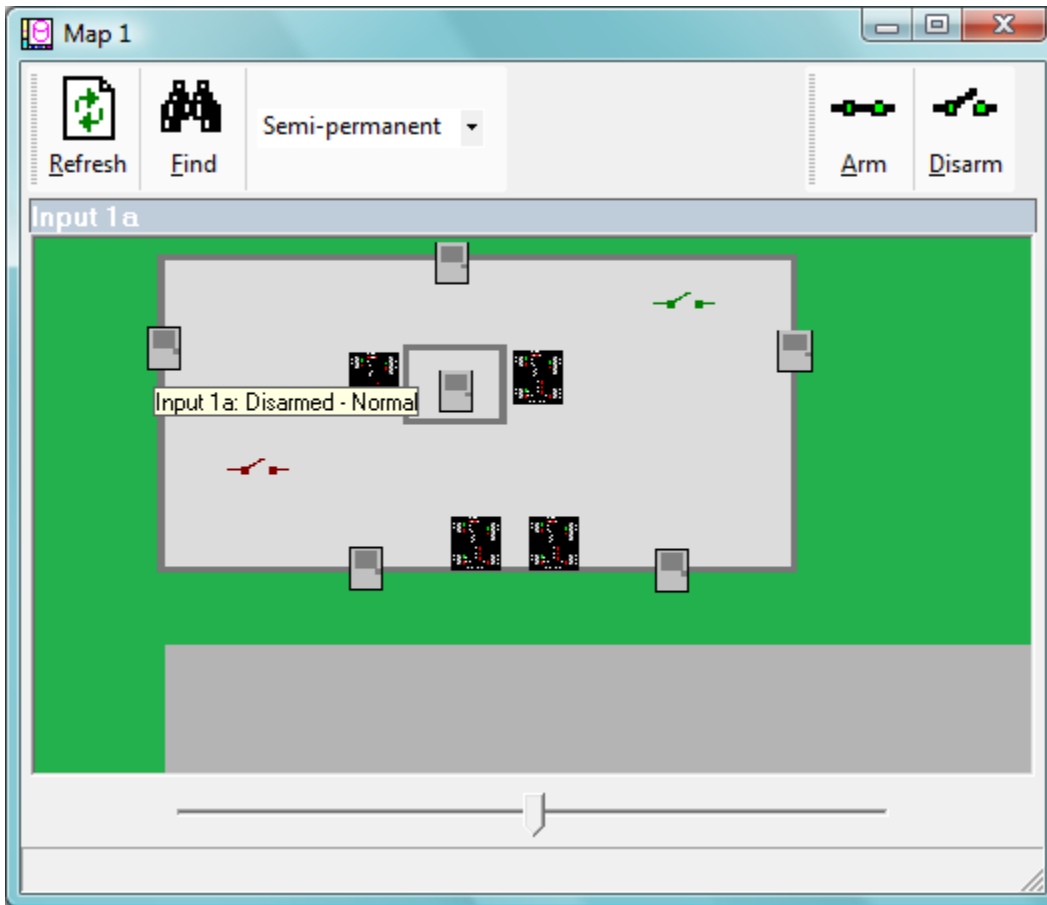 Map 1
Refresh
Find
Semi-permanent
Arm
Disarm
Input 1a
Input 1a: Disarmed - Normal